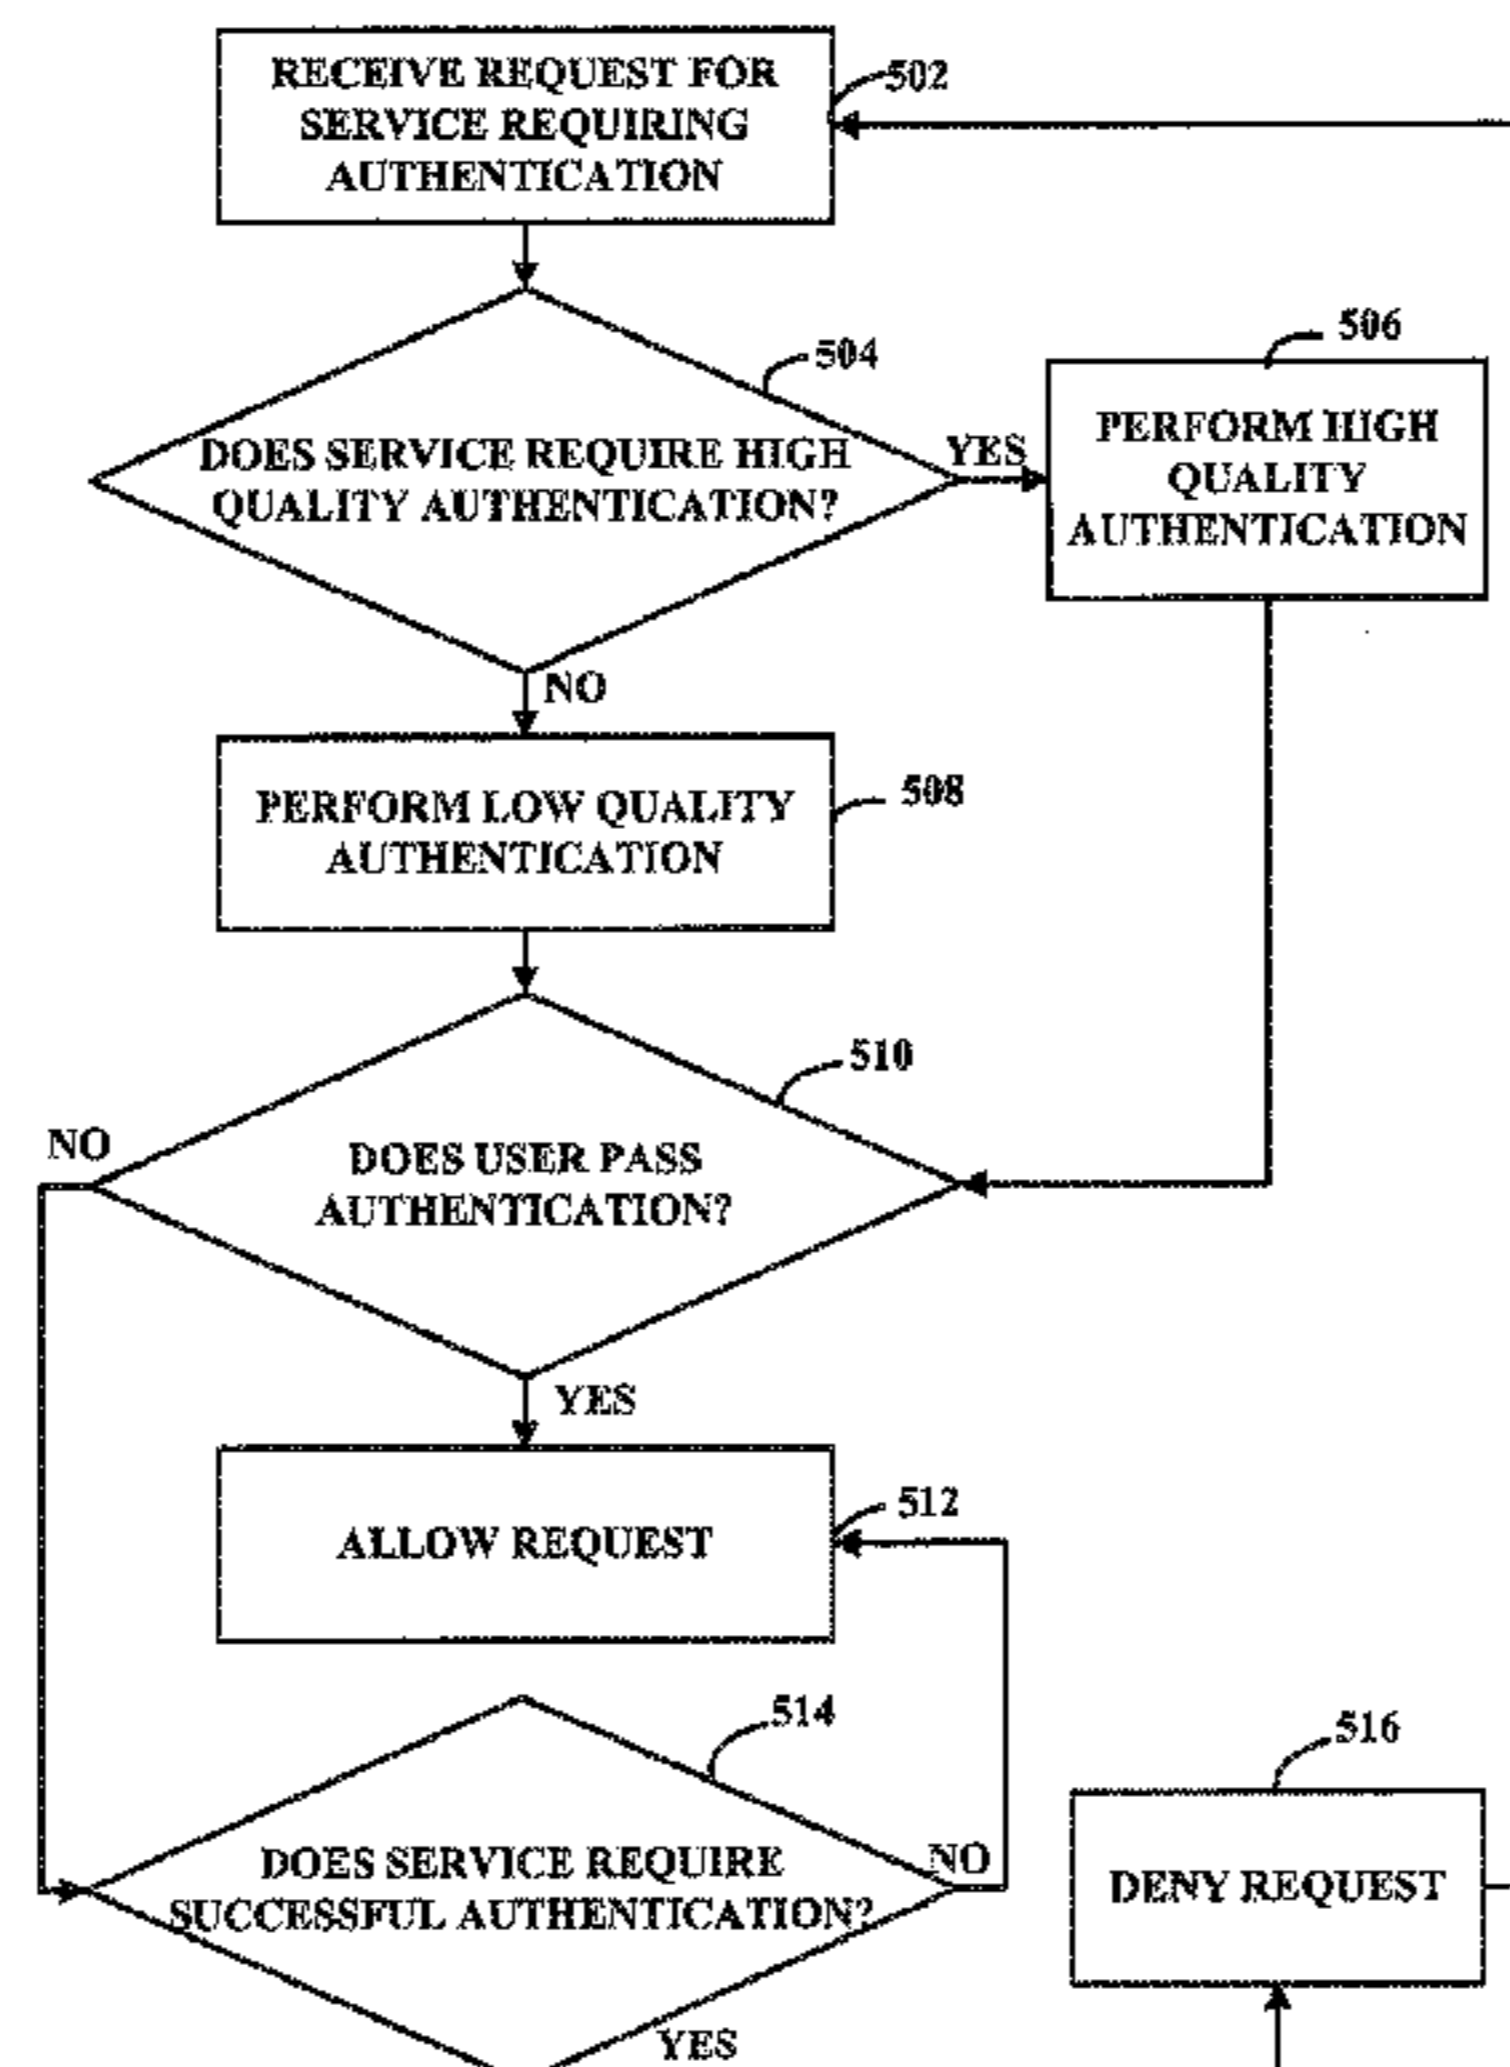 RECEIVE REQUEST FOR
SERVICE REQUIRING
AUTHENTICATION
502
504
DOES SERVICE REQUIRE HIGH
QUALITY AUTHENTICATION?
YES
506
PERFORM HIGH
QUALITY
AUTHENTICATION
NO
PERFORM LOW QUALITY
AUTHENTICATION
508
510
NO
DOES USER PASS
AUTHENTICATION?
YES
512
ALLOW REQUEST
514
DOES SERVICE REQUIRE
SUCCESSFUL AUTHENTICATION?
NO
516
DENY REQUEST
YES